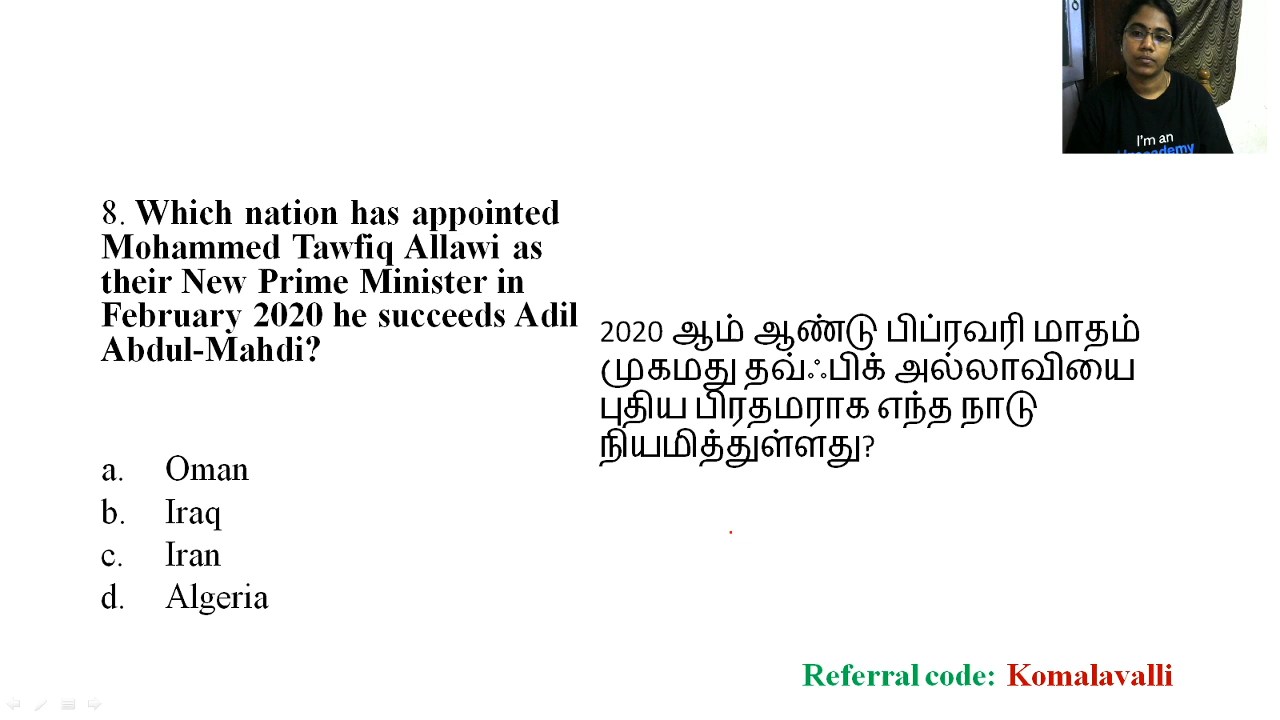 I'm an
8. Which nation has appointed
Mohammed Tawfiq Allawi as
their New Prime Minister in
February 2020 he succeeds Adil
Abdul-Mahdi?
2020 ஆம் ஆண்டு பிப்ரவரி மாதம்
முகமது தவ்ஃபிக் அல்லாவியை
புதிய பிரதமராக எந்த நாடு
நியமித்துள்ளது?
a. Oman
b. Iraq
c. Iran
d. Algeria
Referral code: Komalavalli